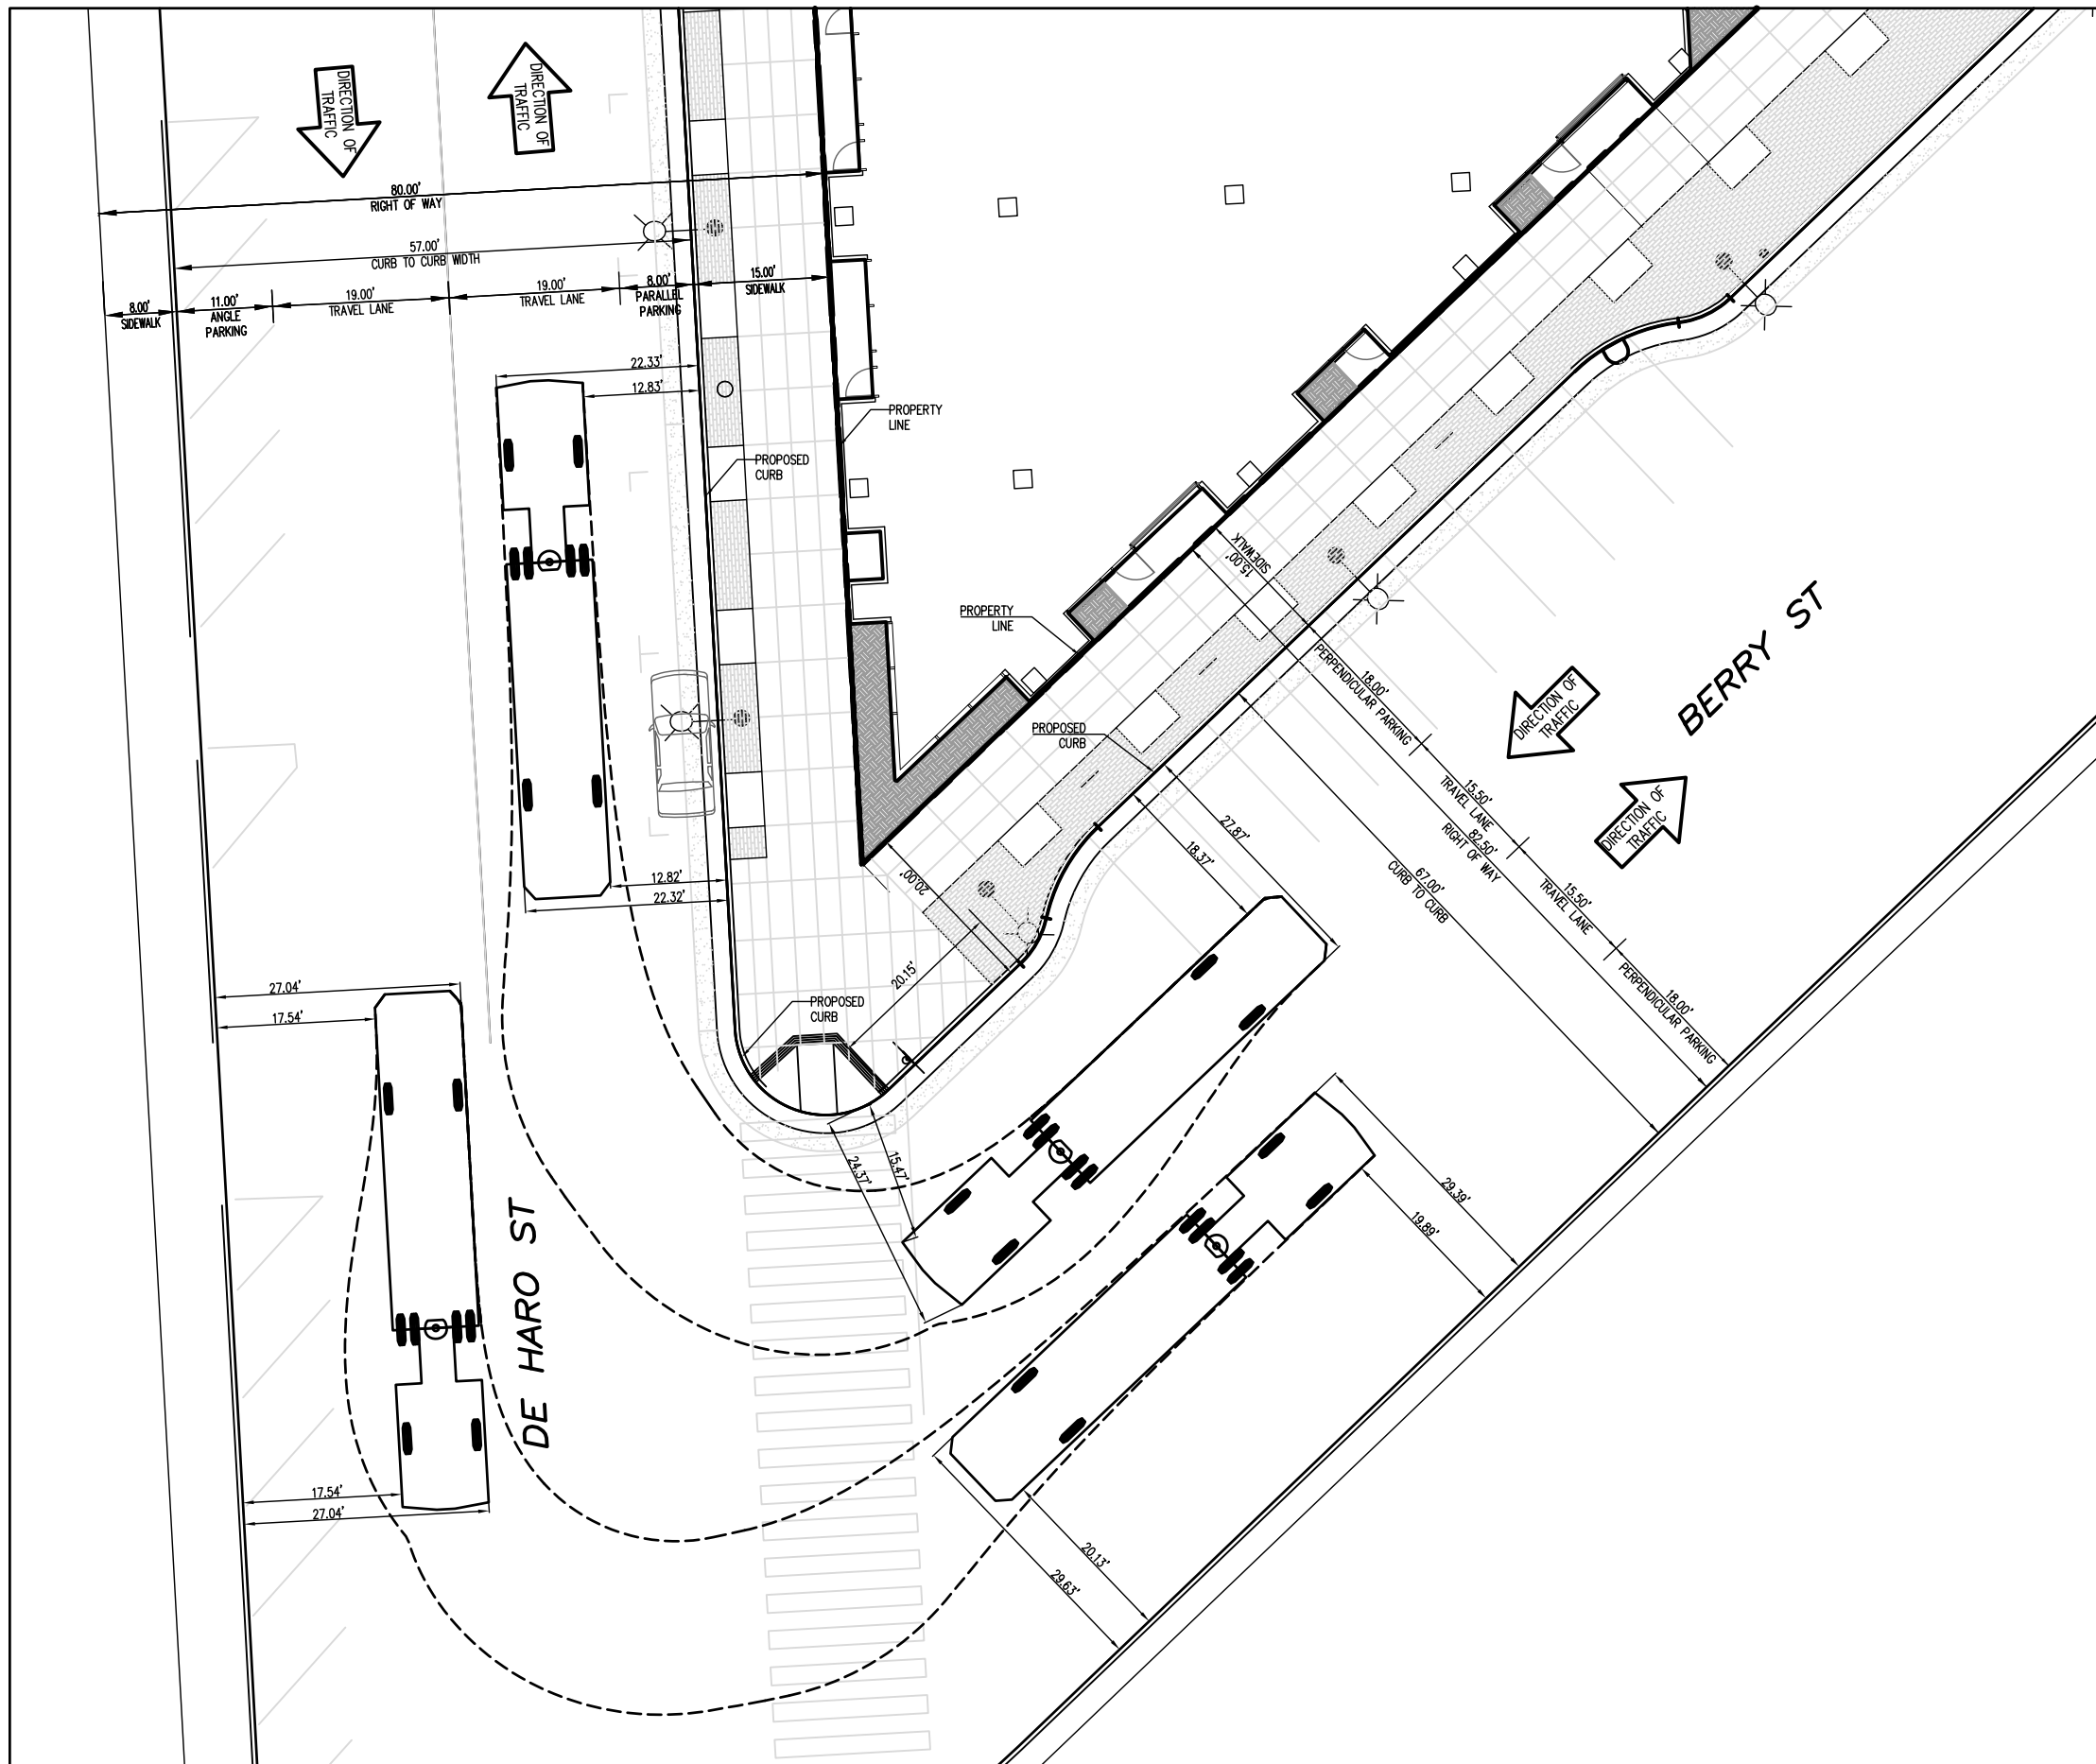 DIRECTION OF
TRAFFIC
DIRECTION OF
TRAFFIC
80.00'
RIGHT OF WAY
57.00'
CURB TO CURB WIDTH
8.00'
SIDEWALK
11.00'
ANGLE
PARKING
19.00'
TRAVEL LANE
19.00'
TRAVEL LANE
8.00'
PARALLEL
PARKING
15.00'
SIDEWALK
22.33'
12.83'
PROPERTY
LINE
PROPOSED
CURB
15.00'
SIDEWALK
PROPERTY
LINE
18.00'
PERPENDICULAR PARKING
DIRECTION OF
TRAFFIC
BERRY ST
PROPOSED
CURB
15.50'
TRAVEL LANE
DIRECTION OF
TRAFFIC
82.50'
RIGHT OF WAY
67.00'
CURB TO CURB
15.50'
TRAVEL LANE
18.00'
PERPENDICULAR PARKING
27.87'
18.37'
12.82'
22.32'
20.00'
20.15'
27.04'
17.54'
PROPOSED
CURB
24.37'
15.47'
29.39'
19.89'
DE HARO ST
17.54'
27.04'
20.13'
29.63'